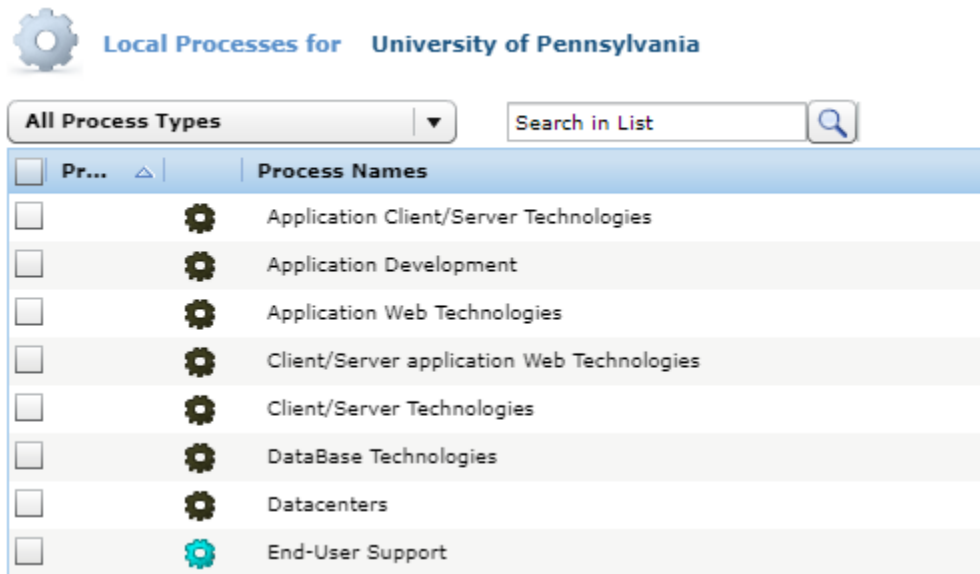 Local Processes for University of Pennsylvania
All Process Types Search in List
Pr... Process Names
Application Client/Server Technologies
Application Development
Application Web Technologies
Client/Server application Web Technologies
Client/Server Technologies
DataBase Technologies
Datacenters
End-User Support